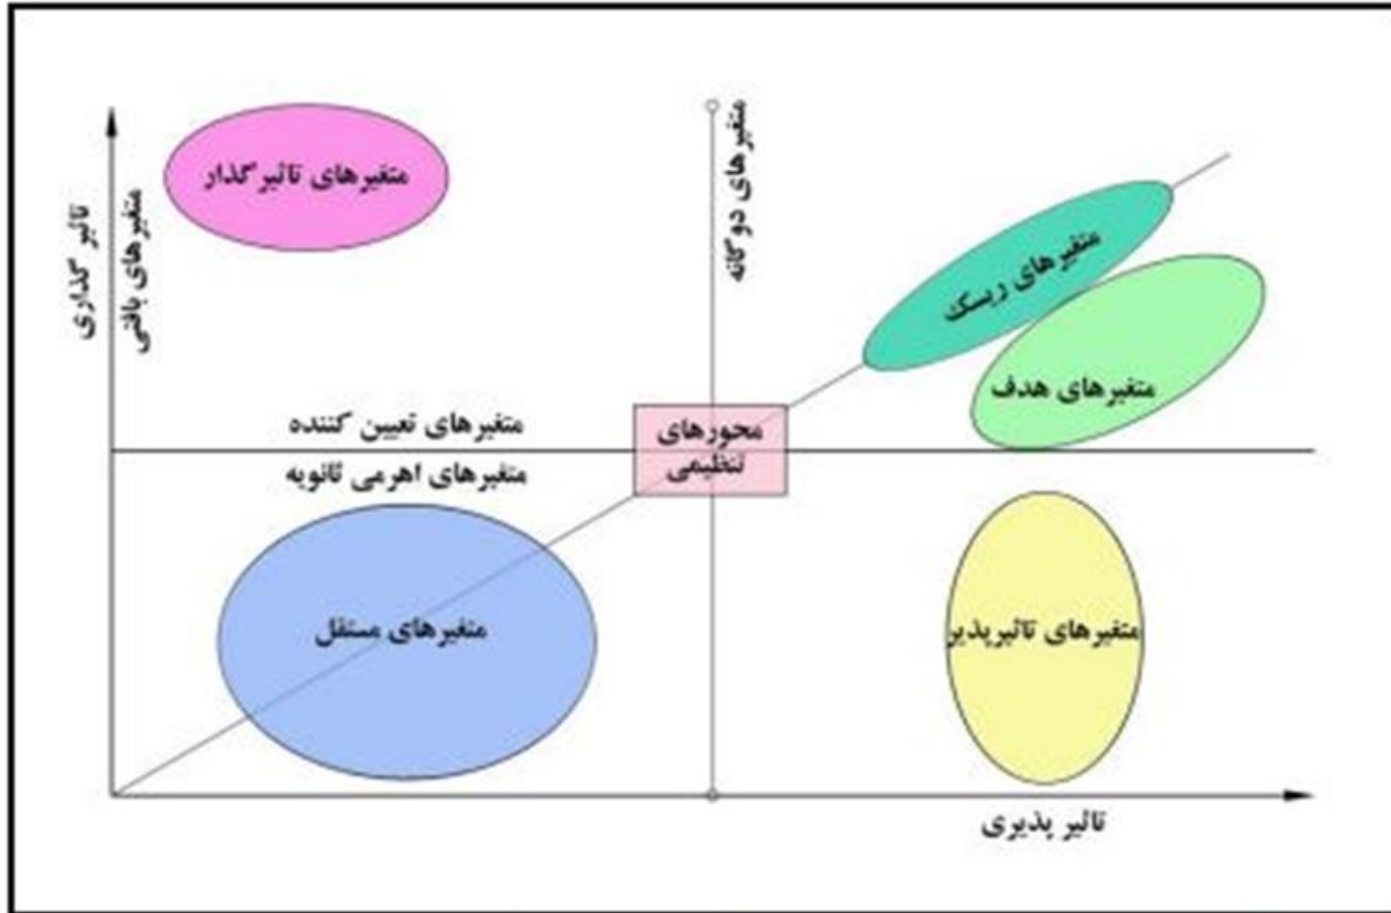 متغیرهای تاثیرگذار
تاثیر گذاری
متغیرهای بافتی
متغیرهای دوگانه
متغیرهای ریسک
متغیرهای هدف
متغیرهای تعیین کننده
محورهای
تنظیمی
متغیرهای اهرمی ثانویه
متغیرهای مستقل
متغیرهای تاثیرپذیر
تاثیر پذیری